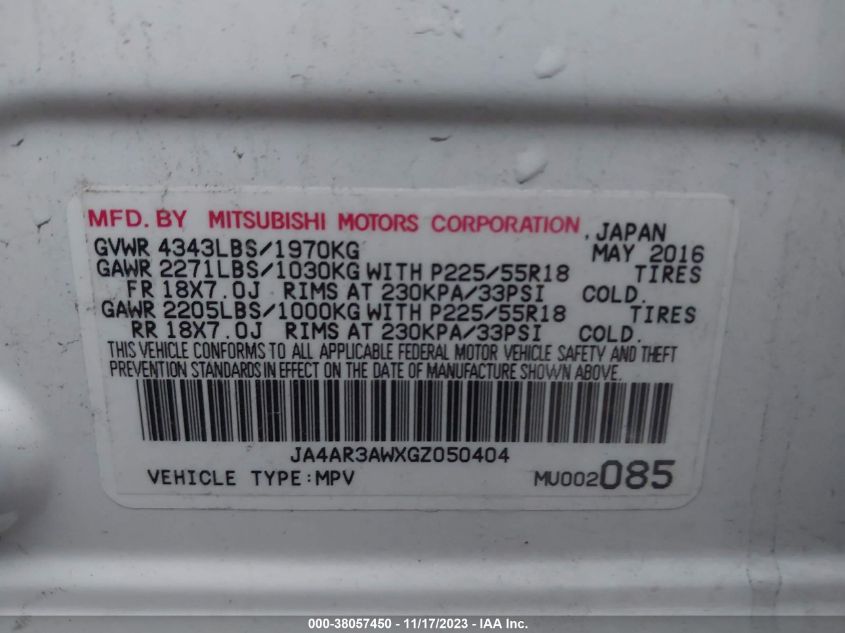 MFD. BY MITSUBISHI MOTORS CORPORATION, JAPAN
GVWR 4343LBS/1970KG MAY 2016
GAWR 2271LBS/1030KG WITH P225/55R18 TIRES
FR 18X7.0J RIMS AT 230KPA/33PSI COLD.
GAWR 2205LBS/1000KG WITH P225/55R18 TIRES
RR 18X7.0J RIMS AT 230KPA/33PSI COLD.
THIS VEHICLE CONFORMS TO ALL APPLICABLE FEDERAL MOTOR VEHICLE SAFETY AND THEFT
PREVENTION STANDARDS IN EFFECT ON THE DATE OF MANUFACTURE SHOWN ABOVE.
JA4AR3AWXGZ050404
VEHICLE TYPE:MPV MU002085
000-38057450 - 11/17/2023 - IAA Inc.